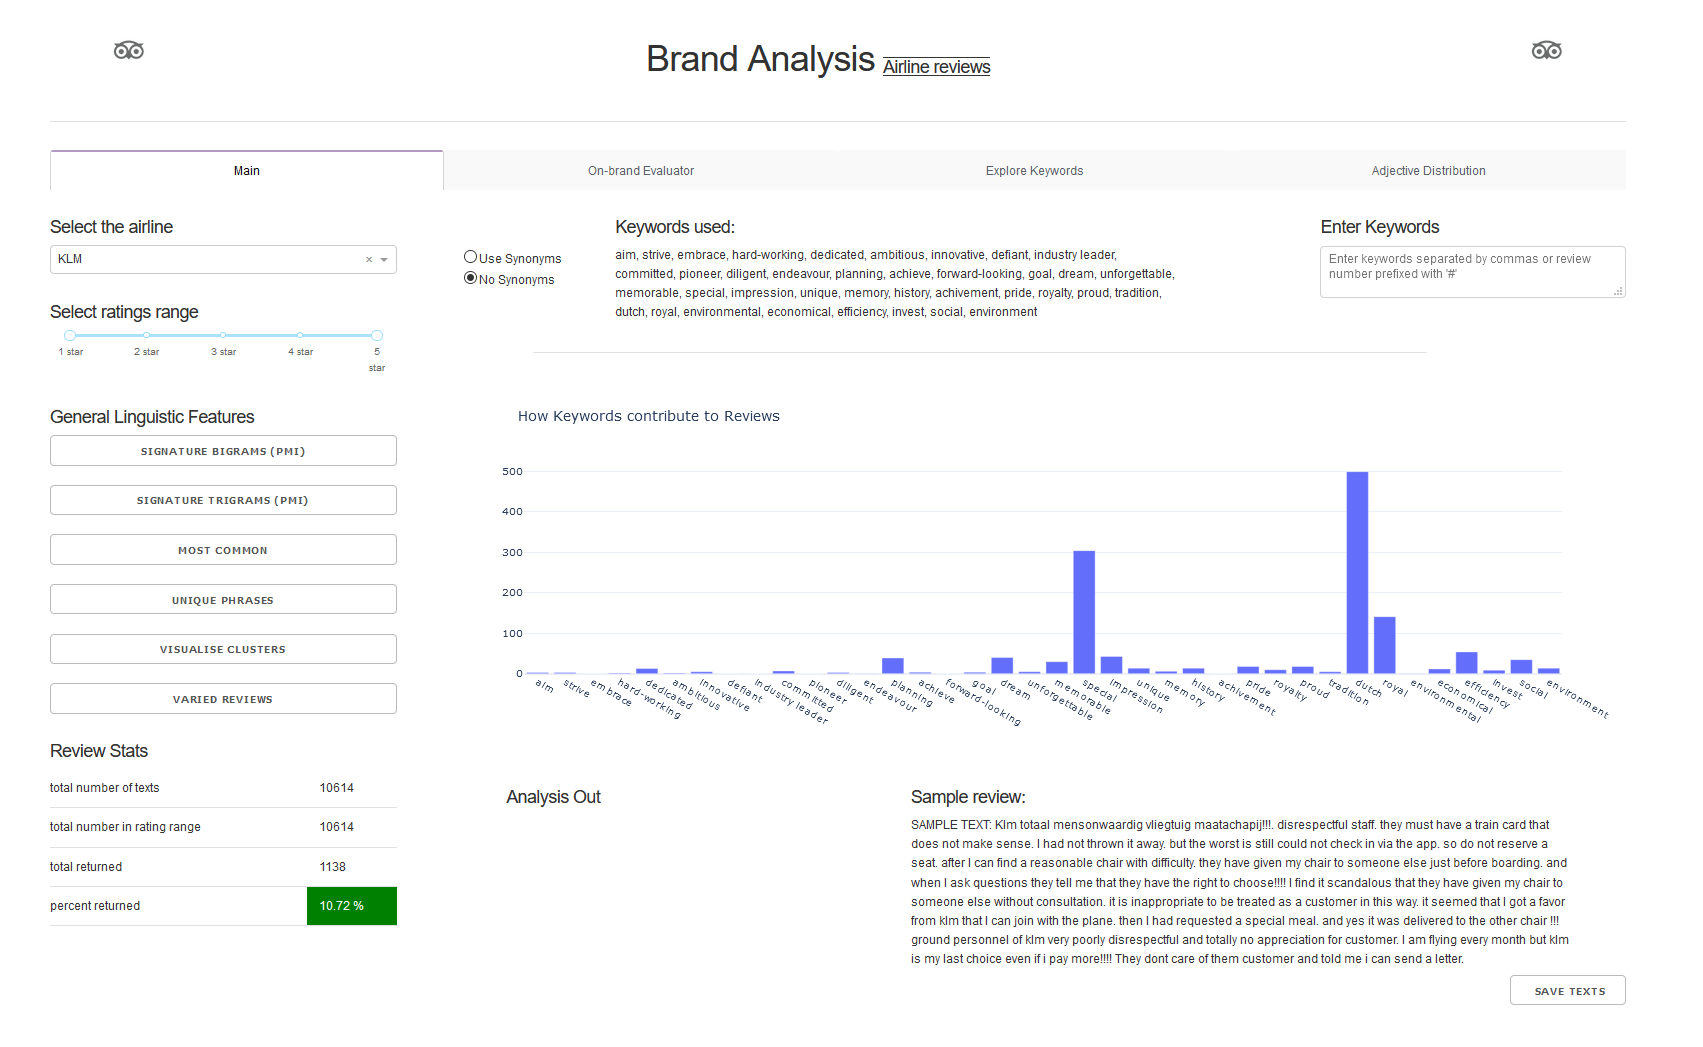 Brand Analysis Airline reviews
Main
On-brand Evaluator
Explore Keywords
Adjective Distribution
Select the airline
KLM
Select ratings range
1 star
2 star
3 star
4 star
5
star
General Linguistic Features
SIGNATURE BIGRAMS (PMI)
SIGNATURE TRIGRAMS (PMI)
MOST COMMON
UNIQUE PHRASES
VISUALISE CLUSTERS
VARIED REVIEWS
Review Stats
total number of texts 10614
total number in rating range 10614
total returned 1138
percent returned 10.72 %
Use Synonyms
No Synonyms
Keywords used:
aim, strive, embrace, hard-working, dedicated, ambitious, innovative, defiant, industry leader,
committed, pioneer, diligent, endeavour, planning, achieve, forward-looking, goal, dream, unforgettable,
memorable, special, impression, unique, memory, history, achivement, pride, royalty, proud, tradition,
dutch, royal, environmental, economical, efficiency, invest, social, environment
Enter Keywords
Enter keywords separated by commas or review
number prefixed with '#'
How Keywords contribute to Reviews
500
400
300
200
100
0
aim
strive
embrace
hard-working
dedicated
ambitious
innovative
defiant
industry leader
committed
pioneer
diligent
endeavour
planning
achieve
forward-looking
goal
dream
unforgettable
memorable
special
impression
unique
memory
history
achivement
pride
royalty
proud
tradition
dutch
royal
environmental
economical
efficiency
invest
social
environment
Analysis Out
Sample review:
SAMPLE TEXT: Klm totaal mensonwaardig vliegtuig maatachapij!!!. disrespectful staff. they must have a train card that
does not make sense. I had not thrown it away. but the worst is still could not check in via the app. so do not reserve a
seat. after I can find a reasonable chair with difficulty. they have given my chair to someone else just before boarding. and
when I ask questions they tell me that they have the right to choose!!!! I find it scandalous that they have given my chair to
someone else without consultation. it is inappropriate to be treated as a customer in this way. it seemed that I got a favor
from klm that I can join with the plane. then I had requested a special meal. and yes it was delivered to the other chair !!!
ground personnel of klm very poorly disrespectful and totally no appreciation for customer. I am flying every month but klm
is my last choice even if i pay more!!!! They dont care of them customer and told me i can send a letter.
SAVE TEXTS